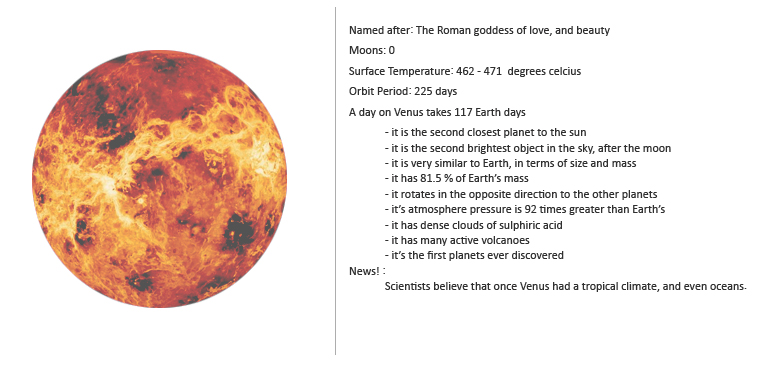 Named after: The Roman goddess of love, and beauty
Moons: 0
Surface Temperature: 462 - 471 degrees celcius
Orbit Period: 225 days
A day on Venus takes 117 Earth days
- it is the second closest planet to the sun
- it is the second brightest object in the sky, after the moon
- it is very similar to Earth, in terms of size and mass
- it has 81.5 % of Earth's mass
- it rotates in the opposite direction to the other planets
- it's atmosphere pressure is 92 times greater than Earth's
- it has dense clouds of sulphiric acid
- it has many active volcanoes
- it's the first planets ever discovered
News! :
Scientists believe that once Venus had a tropical climate, and even oceans.